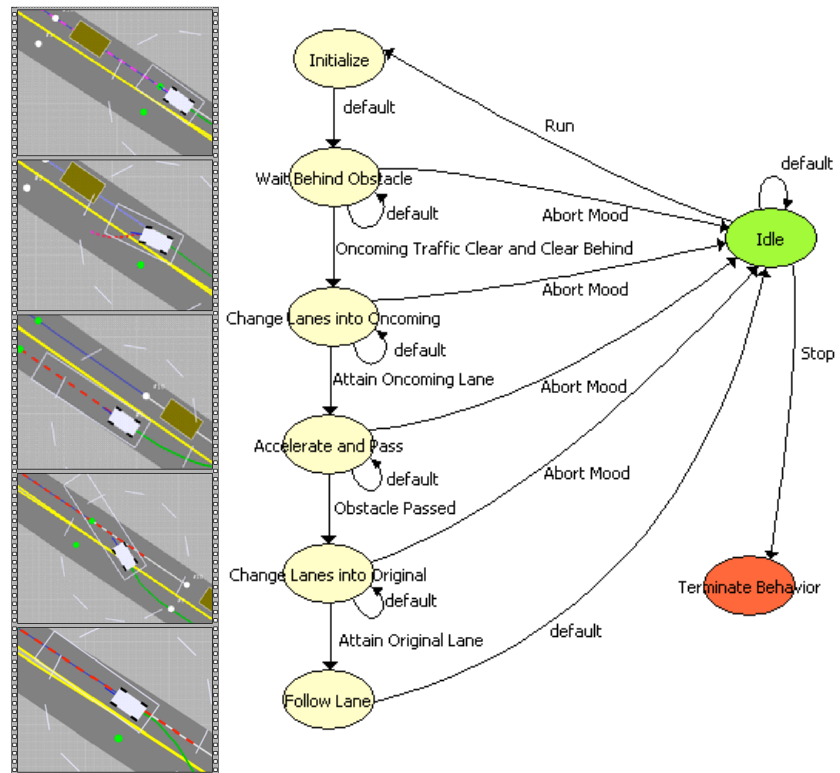 Initialize
default
Run
Wait Behind Obstacle
default
default
Abort Mood
Idle
Oncoming Traffic Clear and Clear Behind
Change Lanes into Oncoming
Abort Mood
default
Stop
Attain Oncoming Lane
Abort Mood
Accelerate and Pass
default
Abort Mood
Obstacle Passed
Change Lanes into Original
default
Terminate Behavior
Attain Original Lane
default
Follow Lane